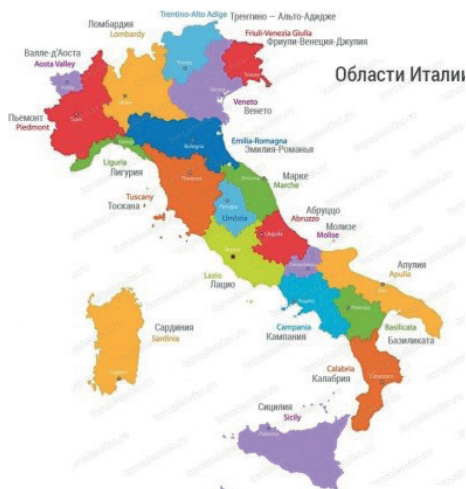 Ломбардия
Lombardy
Trentino-Alto Adige
Трентино — Альто-Адидже
Friuli-Venezia Giulia
Фриули-Венеция-Джулия
Валле-д'Аоста
Aosta Valley
Области Италии
Veneto
Венето
Пьемонт
Piedmont
Emilia-Romagna
Эмилия-Романья
Bologna
Liguria
Лигурия
Марке
Marche
Tuscany
Тоскана
Umbria
Абруццо
Abruzzo
Молизе
Molise
Lazio
Лацио
Апулия
Apulia
Сардиния
Sardinia
Campania
Кампания
Basilicata
Базиликата
Calabria
Калабрия
Сицилия
Sicily